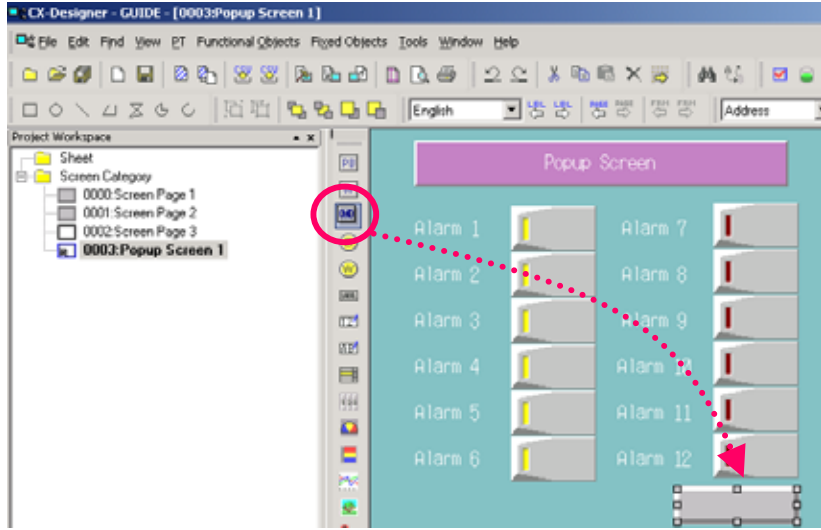 CX-Designer - GUIDE - [0003:Popup Screen 1]
File Edit Find View PT Functional Objects Fixed Objects Tools Window Help
English
Address
Project Workspace
Sheet
Screen Category
0000:Screen Page 1
0001:Screen Page 2
0002:Screen Page 3
0003:Popup Screen 1
Popup Screen
Alarm 1
Alarm 7
Alarm 2
Alarm 8
Alarm 3
Alarm 9
Alarm 4
Alarm 10
Alarm 5
Alarm 11
Alarm 6
Alarm 12